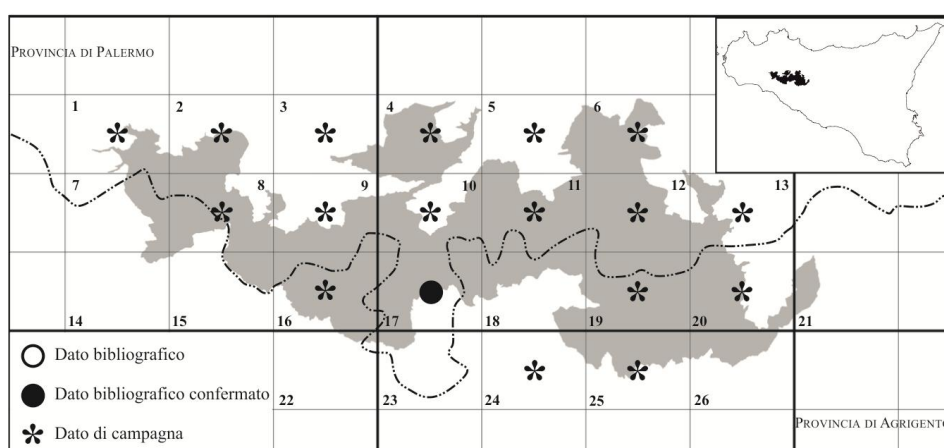 PROVINCIA DI PALERMO
1 2 3 4 5 6
7 8 9 10 11 12 13
14 15 16 17 18 19 20 21
Dato bibliografico
Dato bibliografico confermato
22 23 24 25 26
Dato di campagna
PROVINCIA DI AGRIGENTO